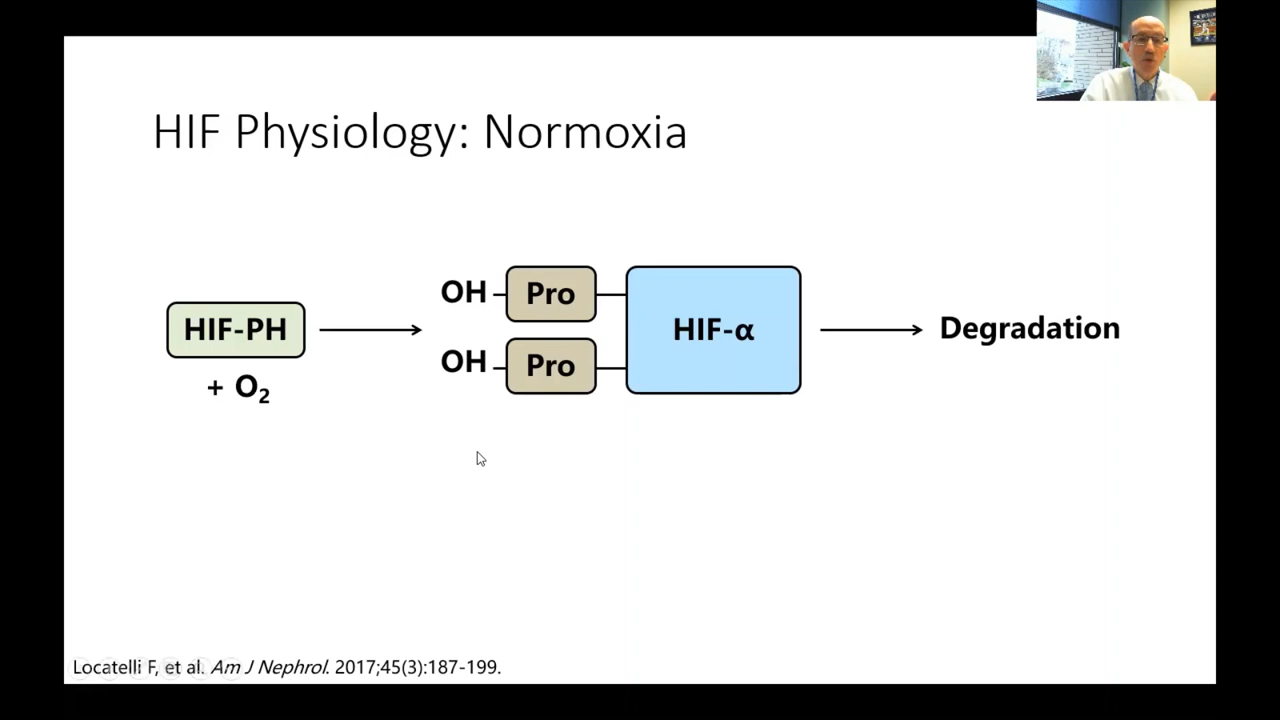 HIF Physiology: Normoxia
OH
Pro
OH
Pro
HIF-PH
+ O₂
HIF-α
Degradation
Locatelli F, et al. Am J Nephrol. 2017;45(3):187-199.